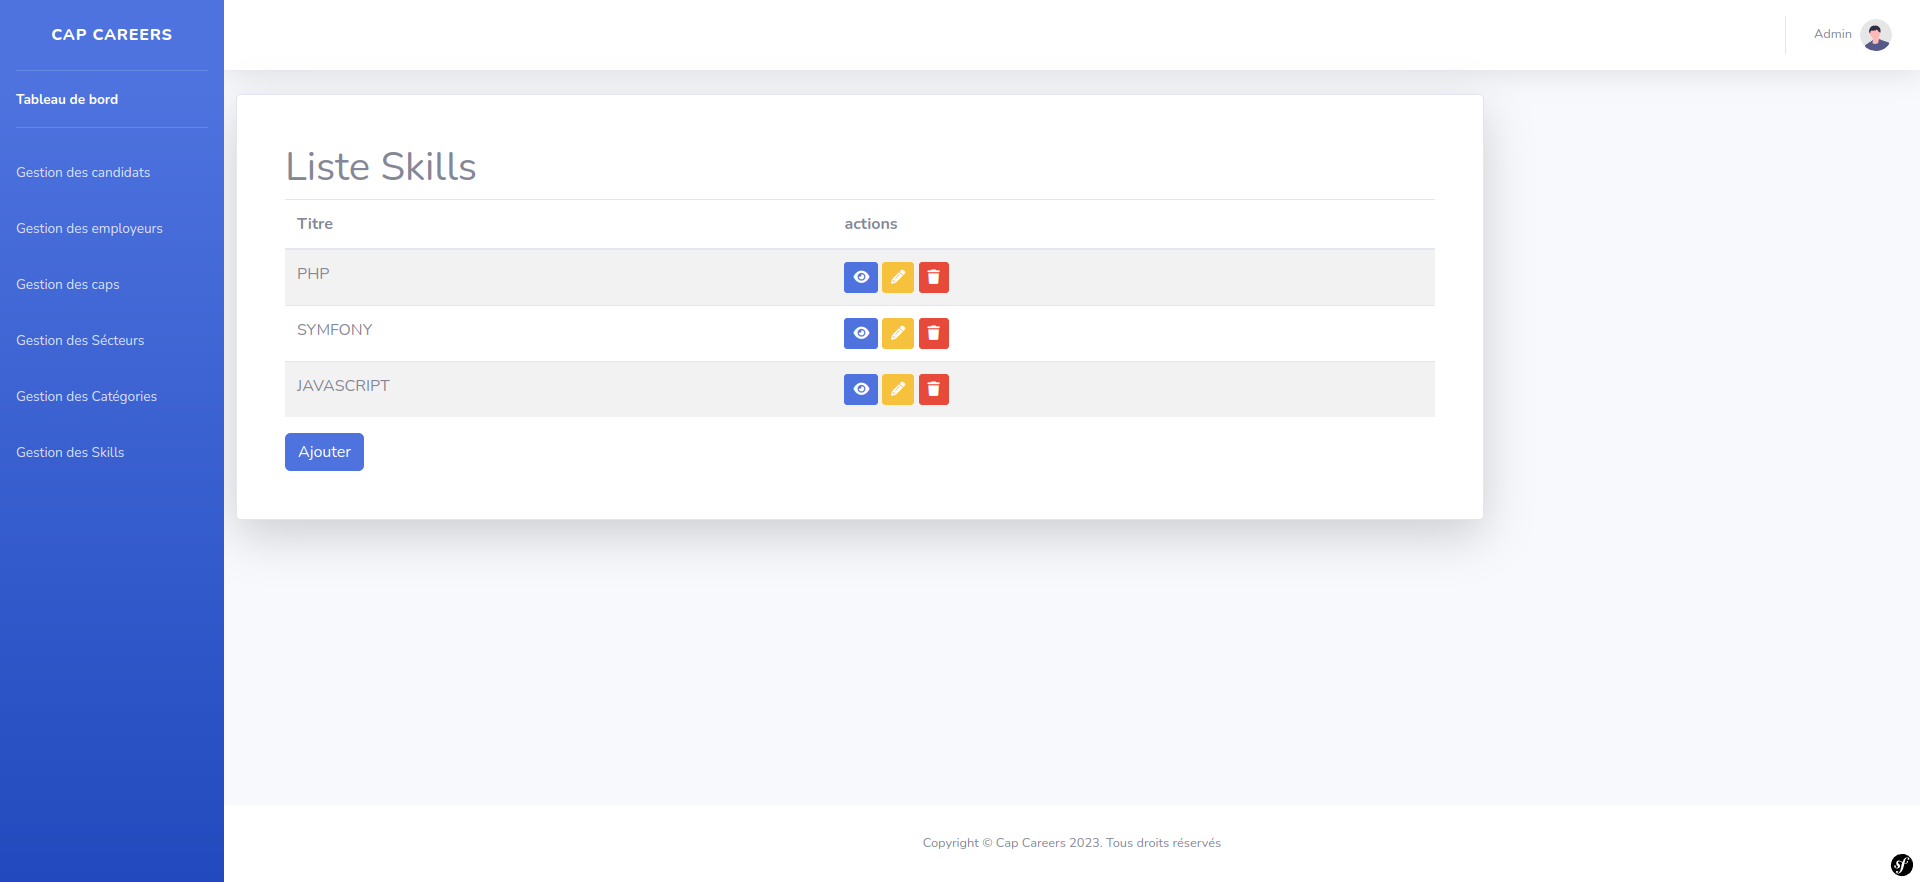 CAP CAREERS
Admin
Tableau de bord
Gestion des candidats
Gestion des employeurs
Gestion des caps
Gestion des Sécteurs
Gestion des Catégories
Gestion des Skills
Liste Skills
Titre actions
PHP
SYMFONY
JAVASCRIPT
Ajouter
Copyright © Cap Careers 2023. Tous droits réservés
sf